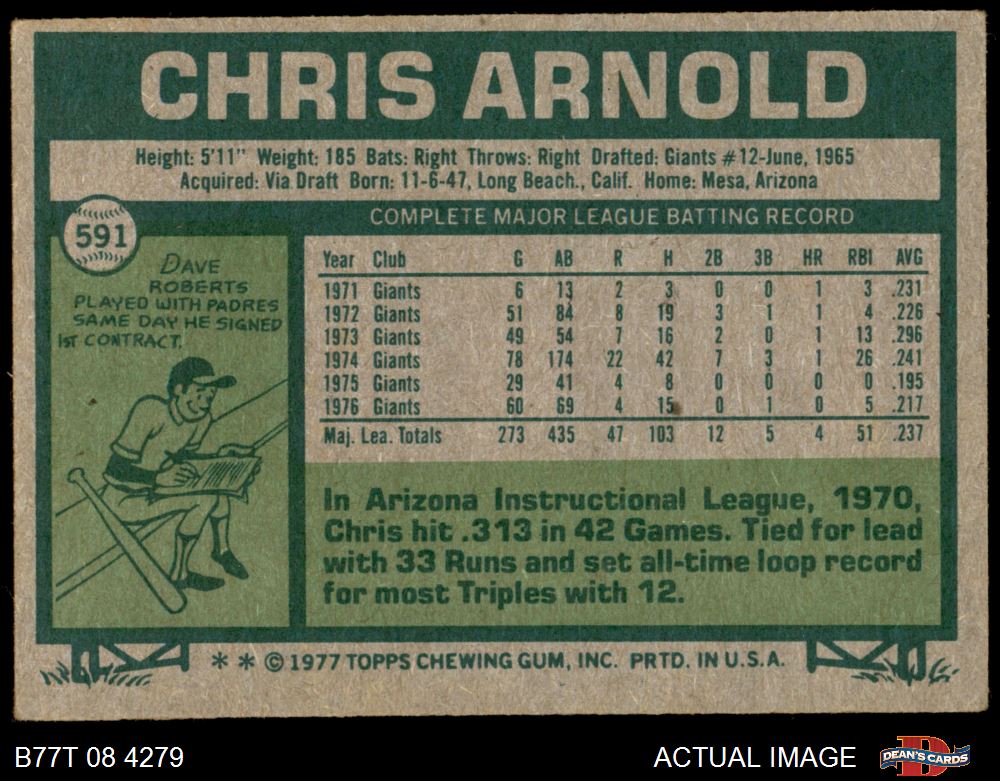 CHRIS ARNOLD
Height: 5'11" Weight: 185 Bats: Right Throws: Right Drafted: Giants #12-June, 1965
Acquired: Via Draft Born: 11-6-47, Long Beach., Calif. Home: Mesa, Arizona
591
DAVE
ROBERTS
PLAYED WITH PADRES
SAME DAY HE SIGNED
1ST CONTRACT.
COMPLETE MAJOR LEAGUE BATTING RECORD
Year Club G AB R H 2B 3B HR RBI AVG
1971 Giants 6 13 2 3 0 0 1 3 .231
1972 Giants 51 84 8 19 3 1 1 4 .226
1973 Giants 49 54 7 16 2 0 1 13 .296
1974 Giants 78 174 22 42 7 3 1 26 .241
1975 Giants 29 41 4 8 0 0 0 0 .195
1976 Giants 60 69 4 15 0 1 0 5 .217
Maj. Lea. Totals 273 435 47 103 12 5 4 51 .237
In Arizona Instructional League, 1970,
Chris hit .313 in 42 Games. Tied for lead
with 33 Runs and set all-time loop record
for most Triples with 12.
* * © 1977 TOPPS CHEWING GUM, INC. PRTD. IN U.S.A.
B77T 08 4279
ACTUAL IMAGE
D
DEAN'S CARDS